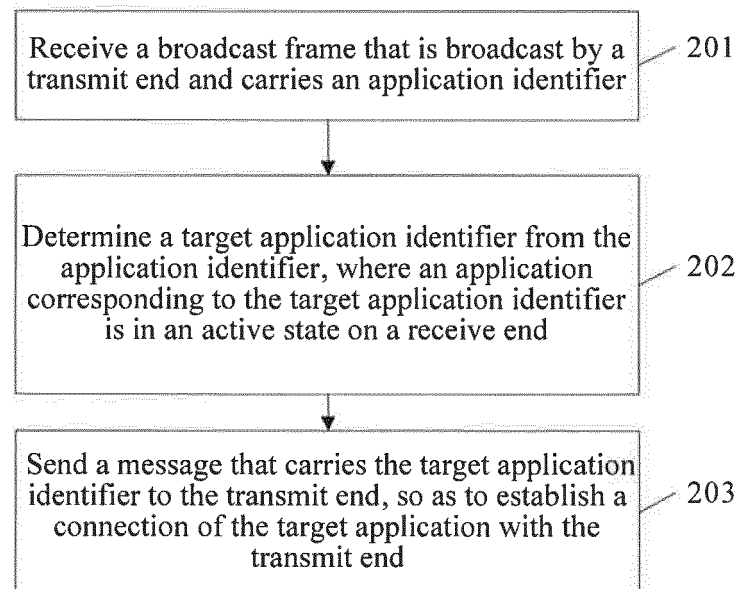 Receive a broadcast frame that is broadcast by a
transmit end and carries an application identifier
201
Determine a target application identifier from the
application identifier, where an application
corresponding to the target application identifier
is in an active state on a receive end
202
Send a message that carries the target application
identifier to the transmit end, so as to establish a
connection of the target application with the
transmit end
203